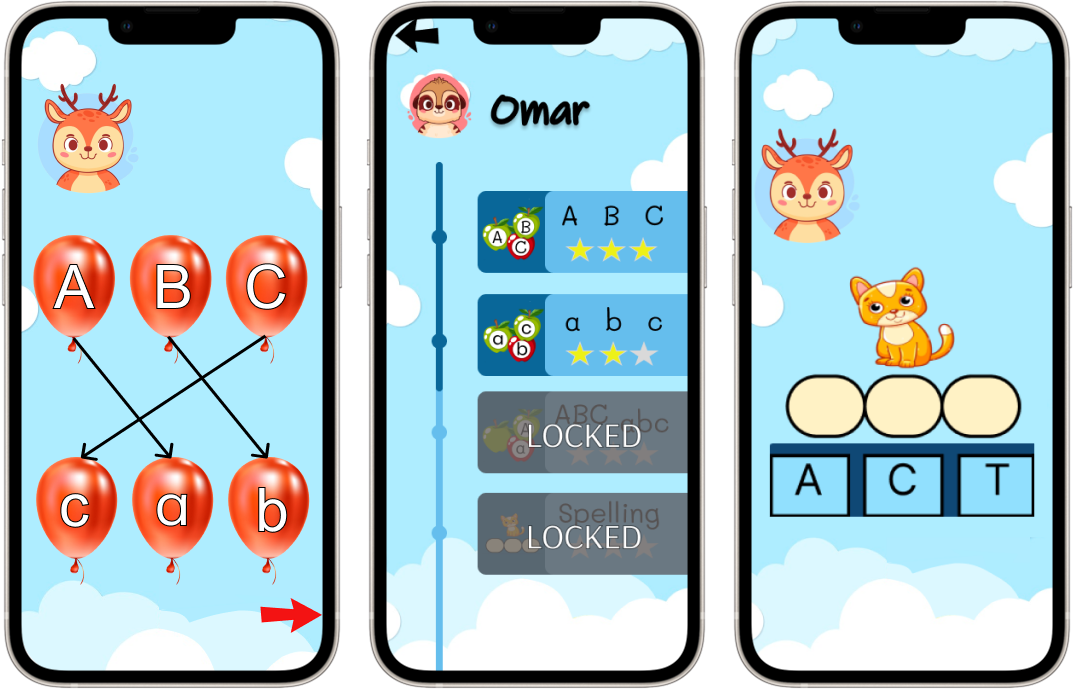 A B C
c a b
Omar
A B C
A B C
a b c
a c b
ABC abc
A a
LOCKED
Spelling
LOCKED
A C T